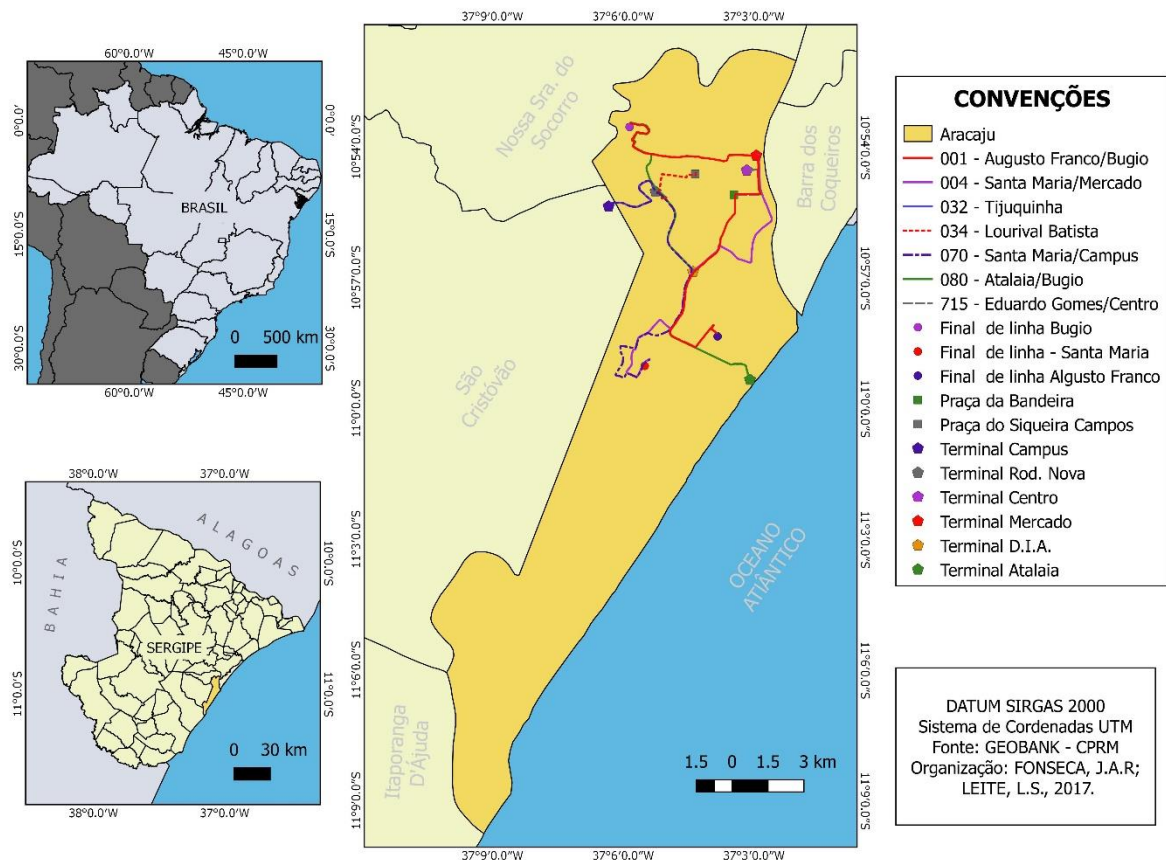 60°0.0'W 45°0.0'W
0°0.0'
15°0.0'S
30°0.0'S
0°0.0'
15°0.0'S
30°0.0'S
BRASIL
0 500 km
60°0.0'W 45°0.0'W
38°0.0'W 37°0.0'W
10°0.0'S
11°0.0'S
10°0.0'S
11°0.0'S
ALAGOAS
BAHIA
SERGIPE
0 30 km
38°0.0'W 37°0.0'W
37°9'0.0"W 37°6'0.0"W 37°3'0.0"W
10°54'0.0"S
10°57'0.0"S
11°0'0.0"S
11°3'0.0"S
11°6'0.0"S
11°9'0.0"S
10°54'0.0"S
10°57'0.0"S
11°0'0.0"S
11°3'0.0"S
11°6'0.0"S
11°9'0.0"S
Nossa Sra. do
Socorro
Barra dos
Coqueiros
São
Cristóvão
OCEANO
ATLÂNTICO
Itaporanga
D'Ájuda
1.5 0 1.5 3 km
37°9'0.0"W 37°6'0.0"W 37°3'0.0"W
CONVENÇÕES
Aracaju
001 - Augusto Franco/Bugio
004 - Santa Maria/Mercado
032 - Tijuquinha
034 - Lourival Batista
070 - Santa Maria/Campus
080 - Atalaia/Bugio
715 - Eduardo Gomes/Centro
Final de linha Bugio
Final de linha - Santa Maria
Final de linha Algusto Franco
Praça da Bandeira
Praça do Siqueira Campos
Terminal Campus
Terminal Rod. Nova
Terminal Centro
Terminal Mercado
Terminal D.I.A.
Terminal Atalaia
DATUM SIRGAS 2000
Sistema de Cordenadas UTM
Fonte: GEOBANK - CPRM
Organização: FONSECA, J.A.R;
LEITE, L.S., 2017.